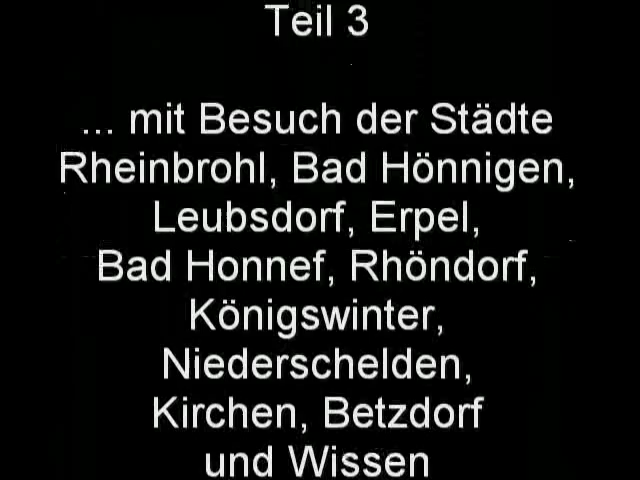 Teil 3
... mit Besuch der Städte
Rheinbrohl, Bad Hönnigen,
Leubsdorf, Erpel,
Bad Honnef, Rhöndorf,
Königswinter,
Niederschelden,
Kirchen, Betzdorf
und Wissen